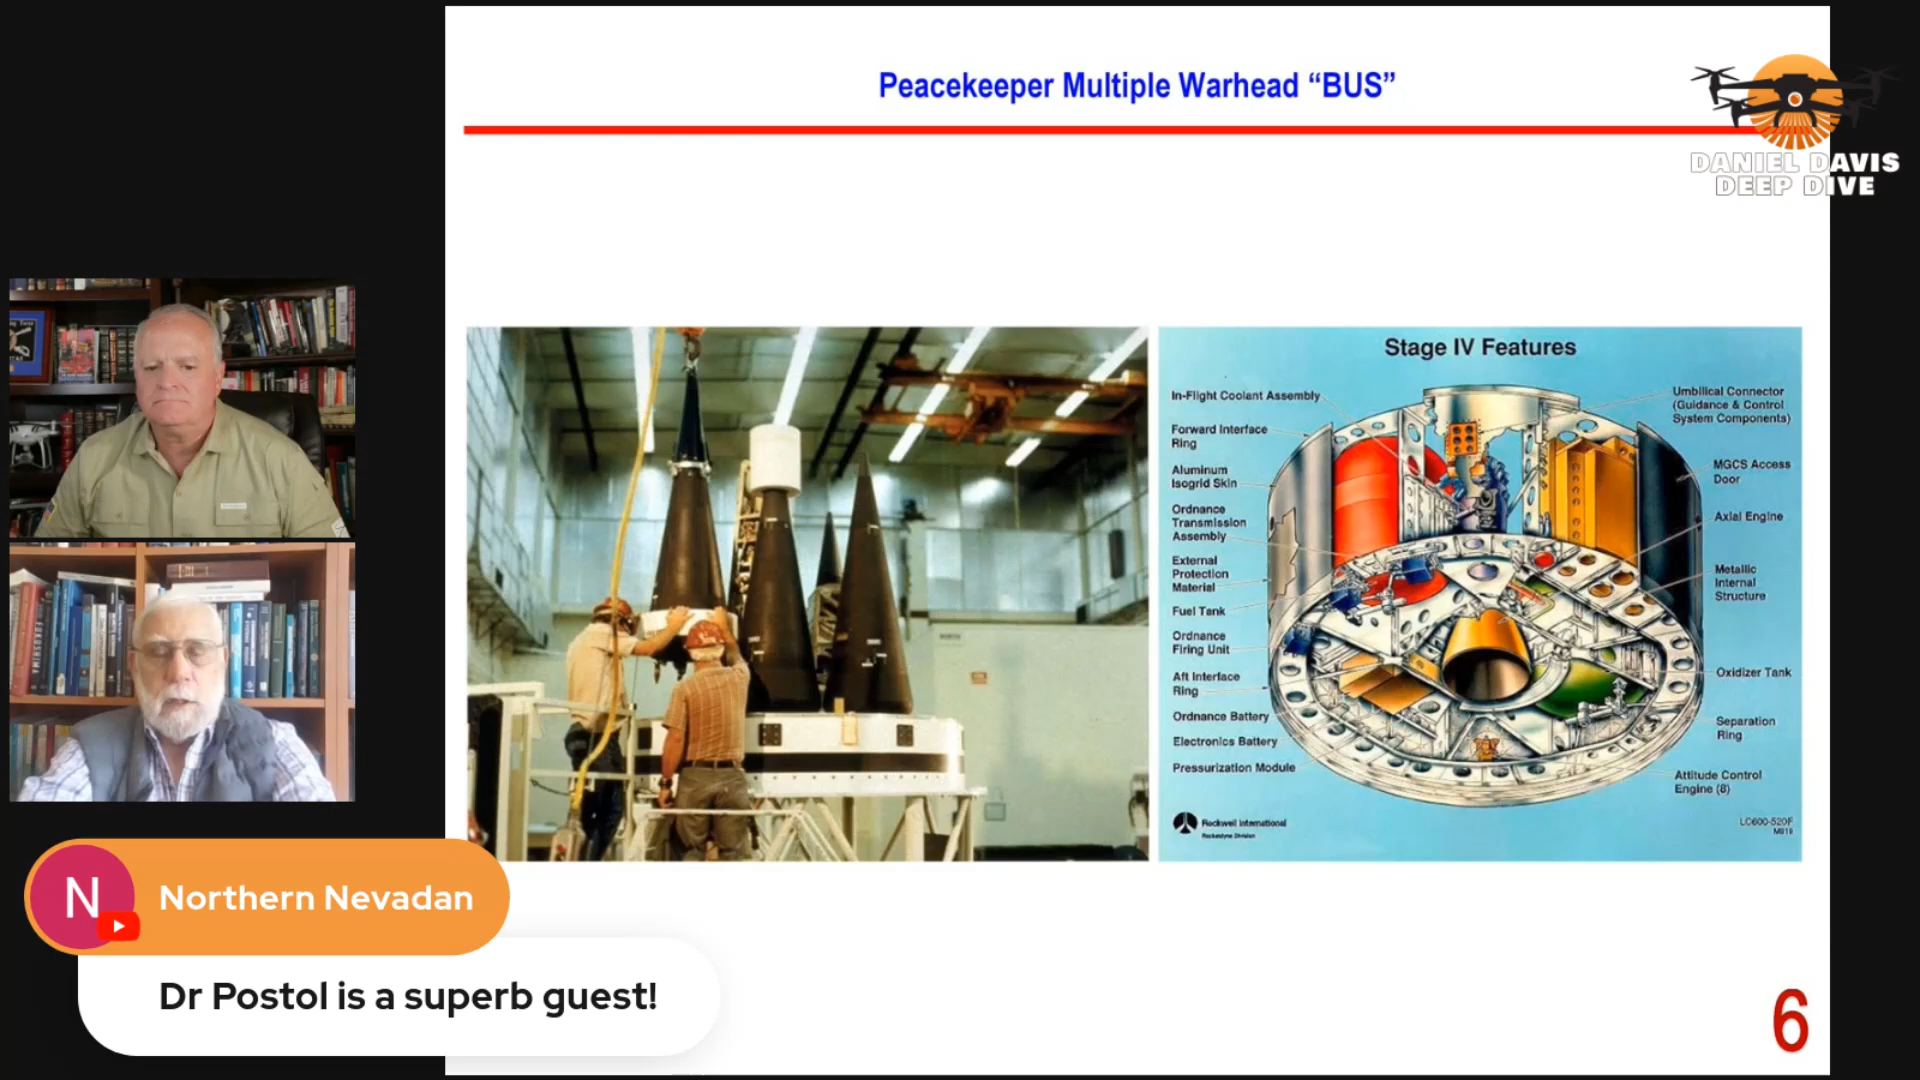 Peacekeeper Multiple Warhead “BUS”
DANIEL DAVIS
DEEP DIVE
Stage IV Features
In-Flight Coolant Assembly
Forward Interface
Ring
Aluminum
Isogrid Skin
Ordnance
Transmission
Assembly
External
Protection
Material
Fuel Tank
Ordnance
Firing Unit
Aft Interface
Ring
Ordnance Battery
Electronics Battery
Pressurization Module
Umbilical Connector
(Guidance & Control
System Components)
MGCS Access
Door
Axial Engine
Metallic
Internal
Structure
Oxidizer Tank
Separation
Ring
Attitude Control
Engine (8)
Rockwell International
Rocketdyne Division
LC600-520F
N
Northern Nevadan
Dr Postol is a superb guest!
6